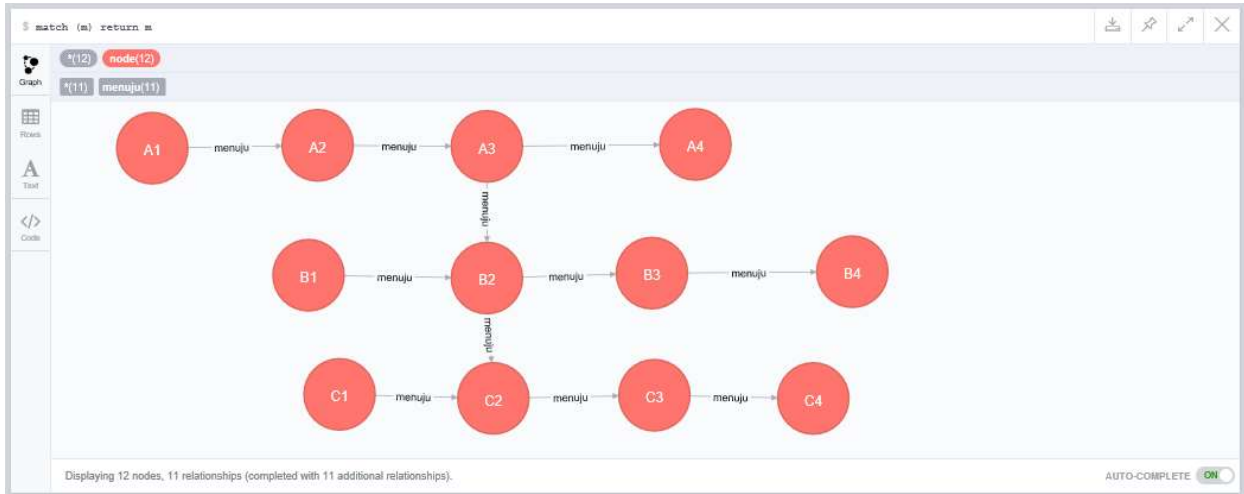 $ match (m) return m
*(12) node(12)
Graph
*(11) menuju(11)
Rows
Text
Code
A1 menuju A2 menuju A3 menuju A4
menuju
B1 menuju B2 menuju B3 menuju B4
menuju
C1 menuju C2 menuju C3 menuju C4
Displaying 12 nodes, 11 relationships (completed with 11 additional relationships).
AUTO-COMPLETE ON